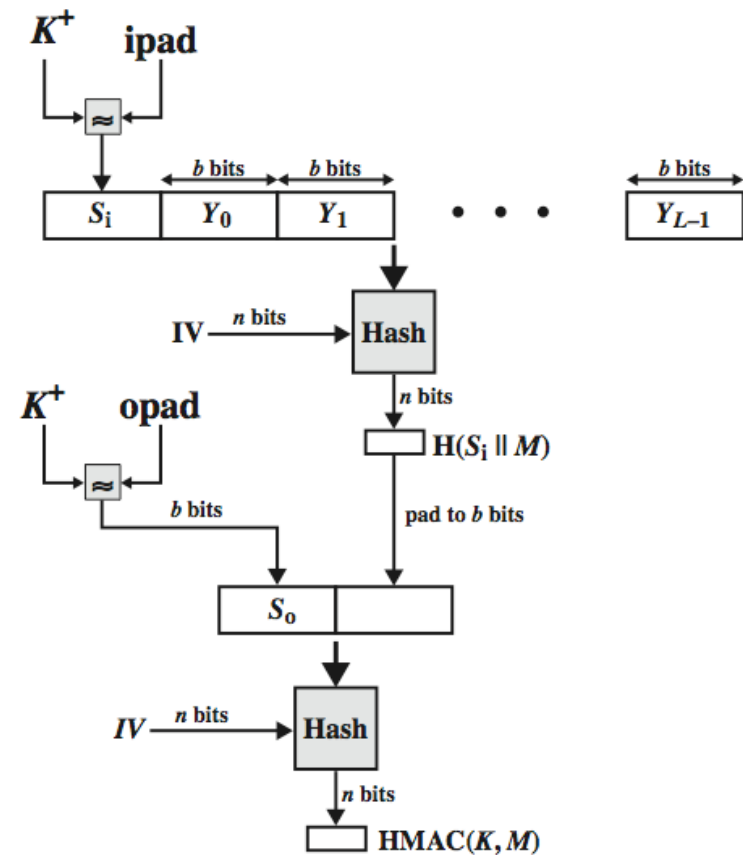 K⁺ ipad
≈
b bits b bits b bits
Sᵢ Y₀ Y₁ • • • Y_{L–1}
IV n bits Hash
n bits
K⁺ opad
H(Sᵢ || M)
≈
b bits pad to b bits
Sₒ
IV n bits Hash
n bits
HMAC(K, M)